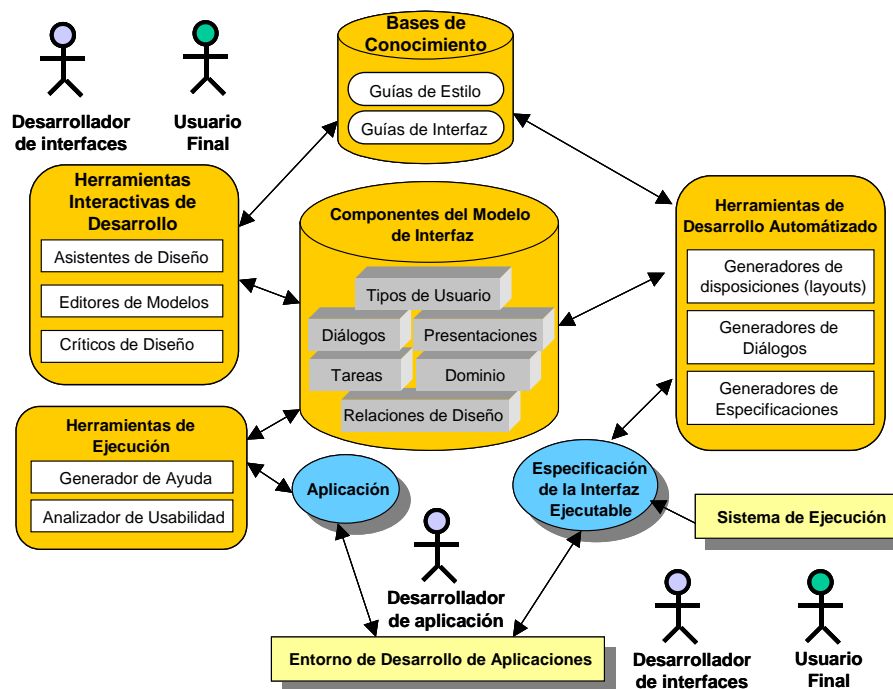 Bases de
Conocimiento
Guías de Estilo
Guías de Interfaz
Desarrollador
de interfaces
Usuario
Final
Herramientas
Interactivas de
Desarrollo
Asistentes de Diseño
Editores de Modelos
Críticos de Diseño
Componentes del Modelo
de Interfaz
Tipos de Usuario
Diálogos
Presentaciones
Tareas
Dominio
Relaciones de Diseño
Herramientas de
Desarrollo Automátizado
Generadores de
disposiciones (layouts)
Generadores de
Diálogos
Generadores de
Especificaciones
Herramientas de
Ejecución
Generador de Ayuda
Analizador de Usabilidad
Aplicación
Especificación
de la Interfaz
Ejecutable
Sistema de Ejecución
Desarrollador
de aplicación
Entorno de Desarrollo de Aplicaciones
Desarrollador
de interfaces
Usuario
Final